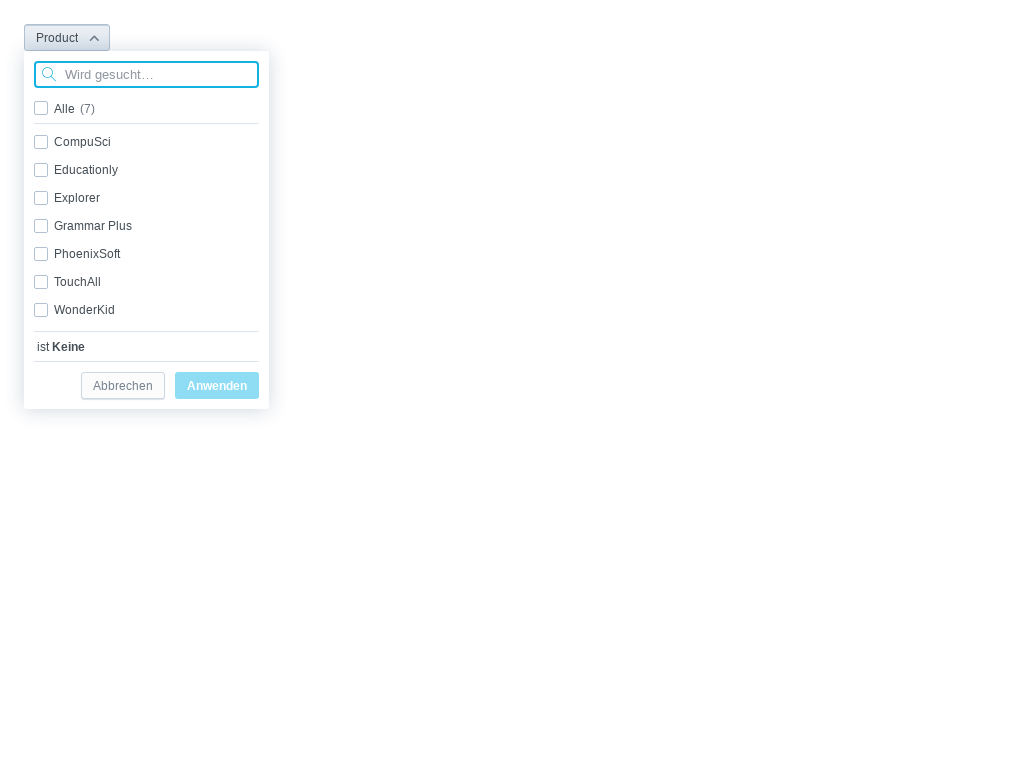 Product
Wird gesucht…
Alle (7)
CompuSci
Educationly
Explorer
Grammar Plus
PhoenixSoft
TouchAll
WonderKid
ist Keine
Abbrechen Anwenden